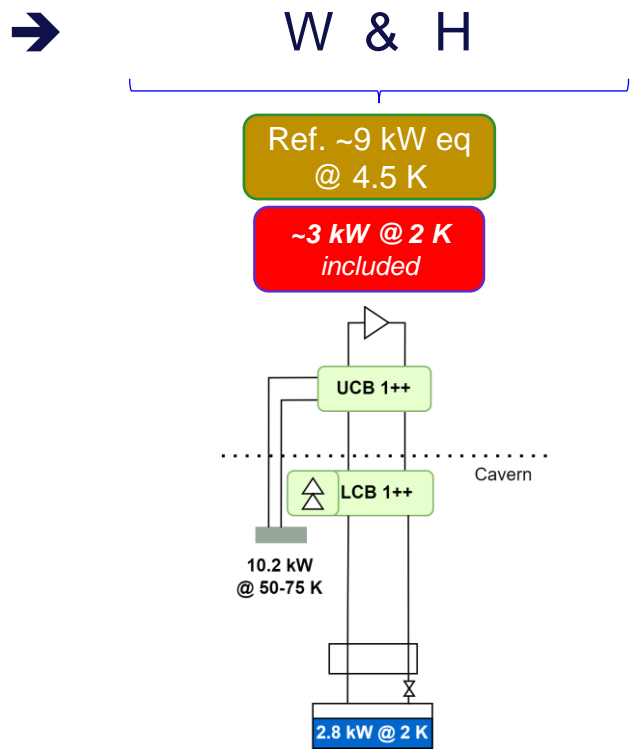 W & H
Ref. ~9 kW eq
@ 4.5 K
~3 kW @ 2 K
included
UCB 1++
Cavern
LCB 1++
10.2 kW
@ 50-75 K
2.8 kW @ 2 K